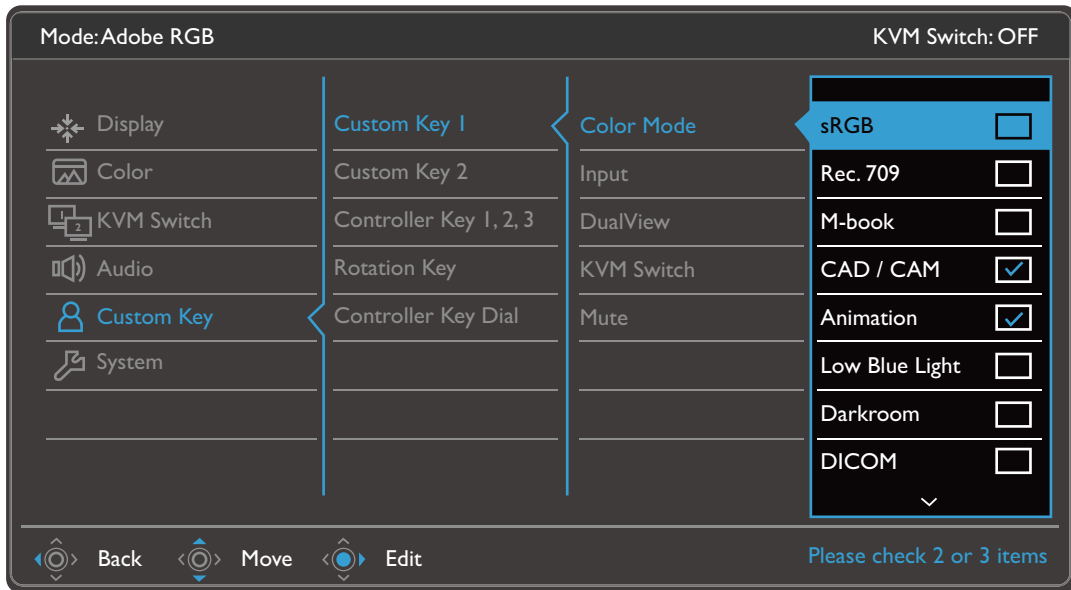 Mode: Adobe RGB
KVM Switch: OFF
Display
Color
1
2
KVM Switch
Audio
Custom Key
System
Custom Key 1
Custom Key 2
Controller Key 1, 2, 3
Rotation Key
Controller Key Dial
Color Mode
Input
DualView
KVM Switch
Mute
sRGB
Rec. 709
M-book
CAD / CAM
Animation
Low Blue Light
Darkroom
DICOM
Back
Move
Edit
Please check 2 or 3 items